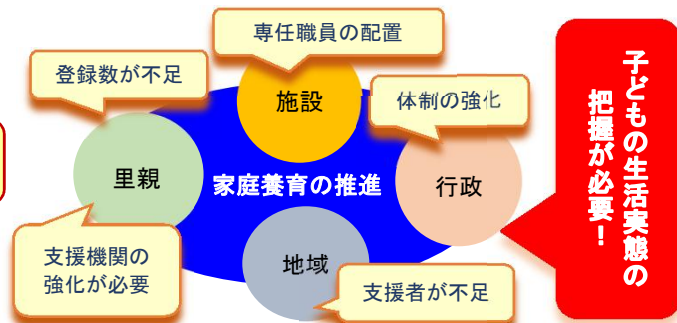 専任職員の配置
登録数が不足
施設
体制の強化
里親
家庭養育の推進
行政
子どもの生活実態の
把握が必要！
支援機関の
強化が必要
地域
支援者が不足